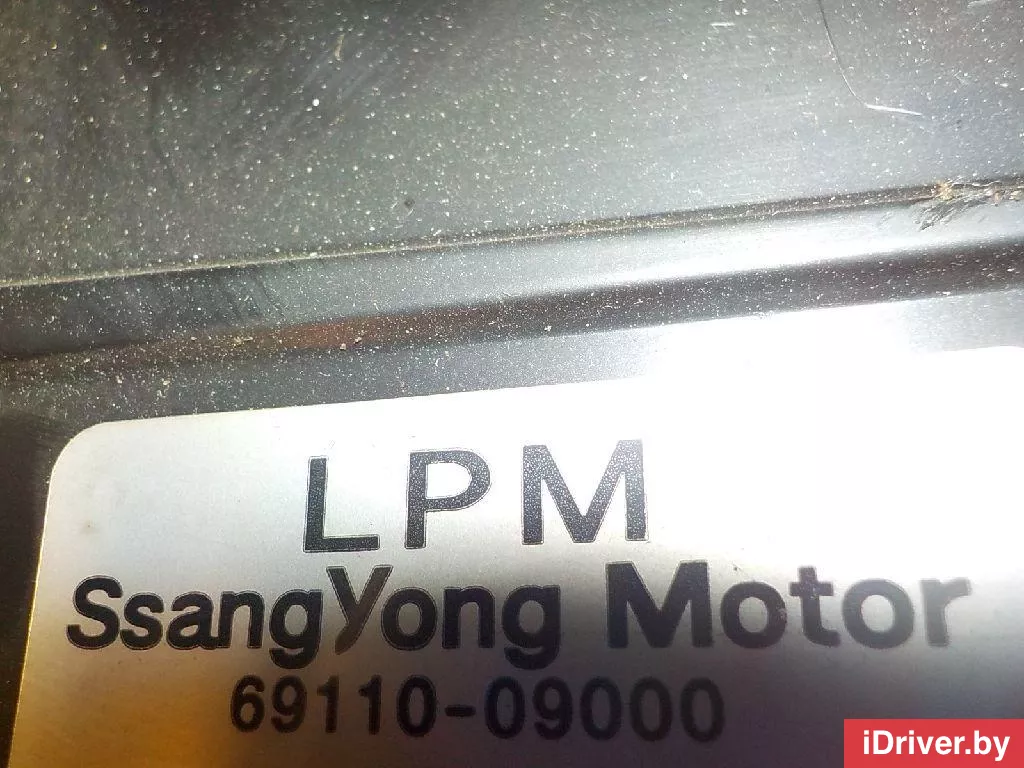 LPM
SsangYong Motor
69110-09000
iDriver.by